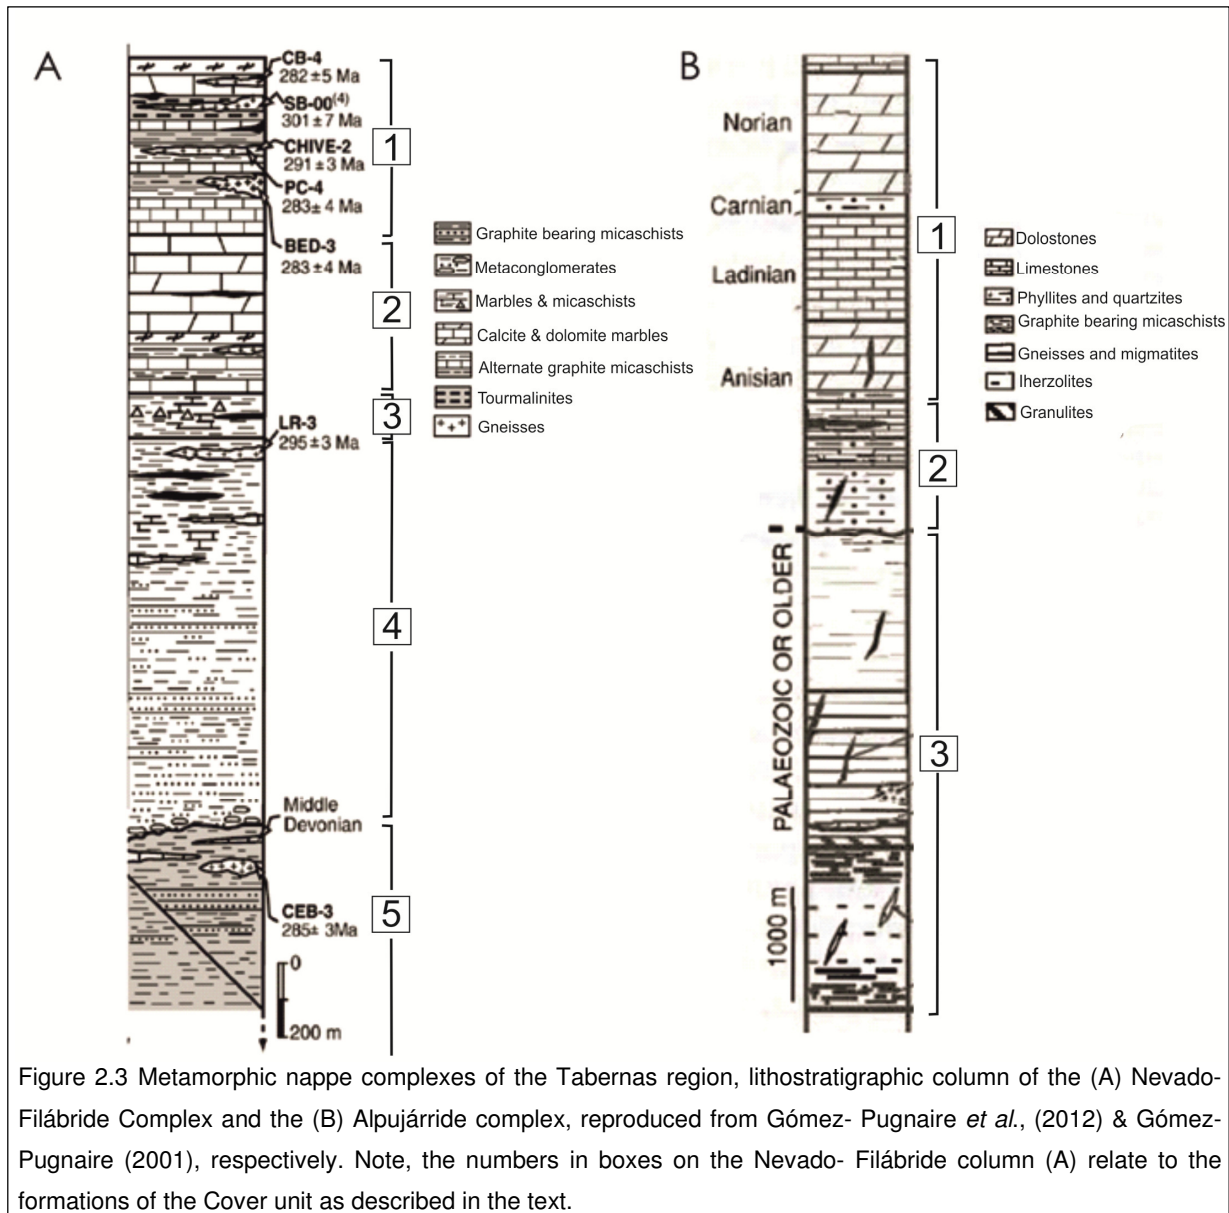 A
CB-4
282±5 Ma
SB-00(4)
301±7 Ma
CHIVE-2
291±3 Ma
PC-4
283±4 Ma
BED-3
283±4 Ma
LR-3
295±3 Ma
Middle
Devonian
CEB-3
285±3Ma
0
200 m
1
2
3
4
5
Graphite bearing micaschists
Metaconglomerates
Marbles & micaschists
Calcite & dolomite marbles
Alternate graphite micaschists
Tourmalinites
Gneisses
B
Norian
Carnian
Ladinian
Anisian
PALAEOZOIC OR OLDER
1000 m
1
2
3
Dolostones
Limestones
Phyllites and quartzites
Graphite bearing micaschists
Gneisses and migmatites
lherzolites
Granulites
Figure 2.3 Metamorphic nappe complexes of the Tabernas region, lithostratigraphic column of the (A) Nevado-
Filábride Complex and the (B) Alpujárride complex, reproduced from Gómez- Pugnaire et al., (2012) & Gómez-
Pugnaire (2001), respectively. Note, the numbers in boxes on the Nevado- Filábride column (A) relate to the
formations of the Cover unit as described in the text.